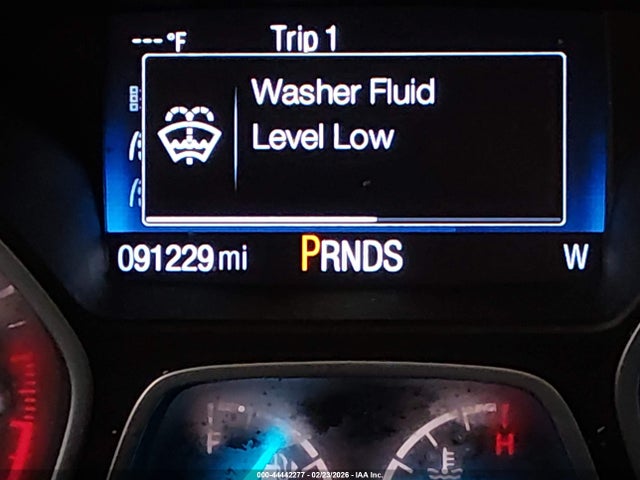 ---°F Trip 1
Washer Fluid
Level Low
091229 mi PRNDS W
F H
000-44442277 - 02/23/2026 - IAA Inc.